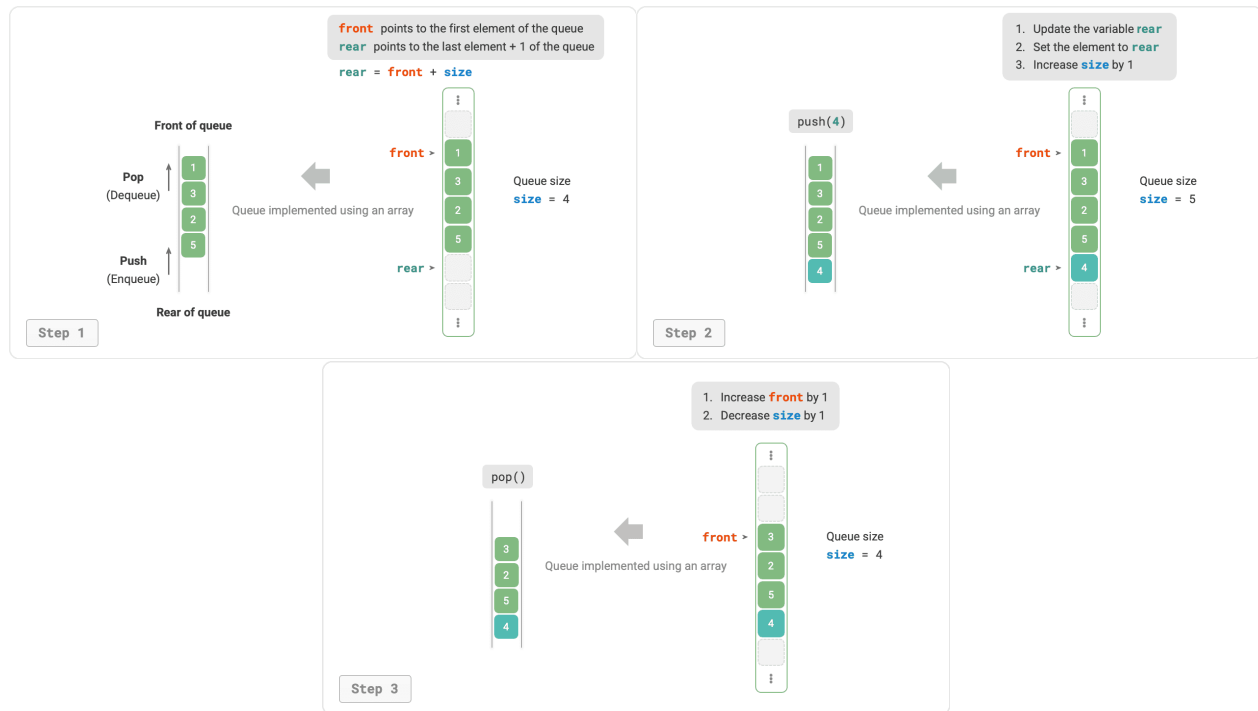 front points to the first element of the queue
rear points to the last element + 1 of the queue
rear = front + size
Front of queue
Pop
(Dequeue)
Push
(Enqueue)
Rear of queue
1
3
2
5
Queue implemented using an array
front
rear
1
3
2
5
Queue size
size = 4
Step 1
1. Update the variable rear
2. Set the element to rear
3. Increase size by 1
push(4)
1
3
2
5
4
Queue implemented using an array
front
rear
1
3
2
5
4
Queue size
size = 5
Step 2
1. Increase front by 1
2. Decrease size by 1
pop()
3
2
5
4
Queue implemented using an array
front
3
2
5
4
Queue size
size = 4
Step 3